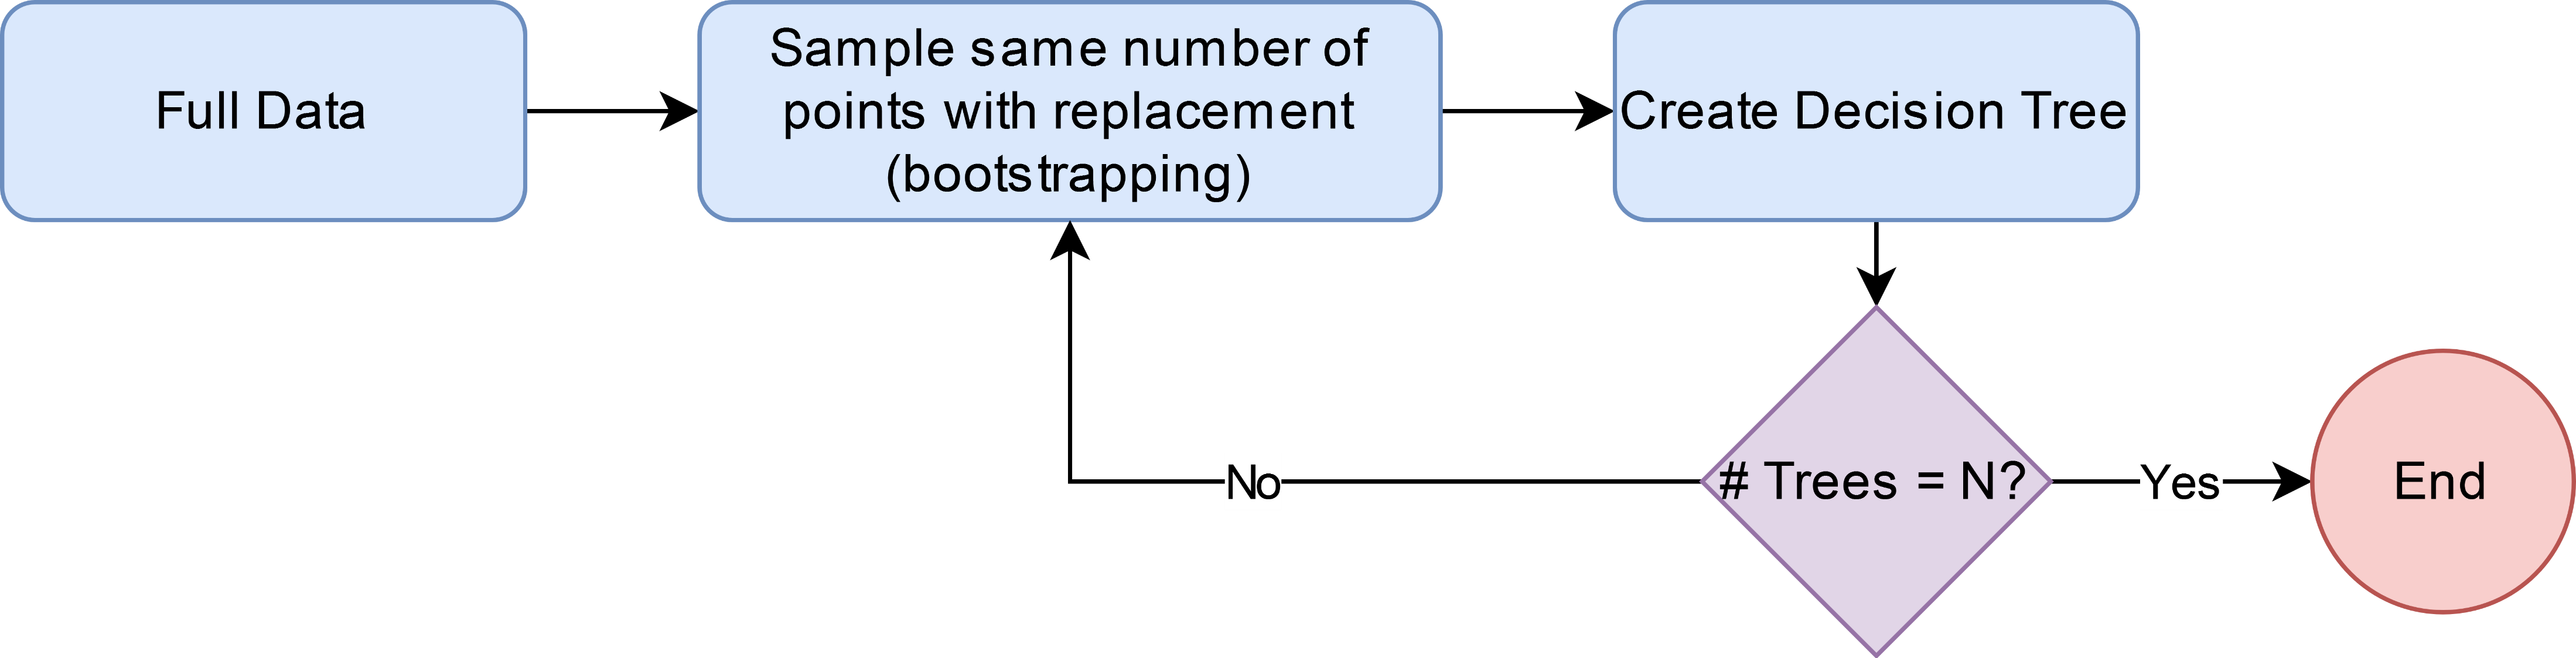 Full Data
Sample same number of
points with replacement
(bootstrapping)
Create Decision Tree
# Trees = N?
No
Yes
End